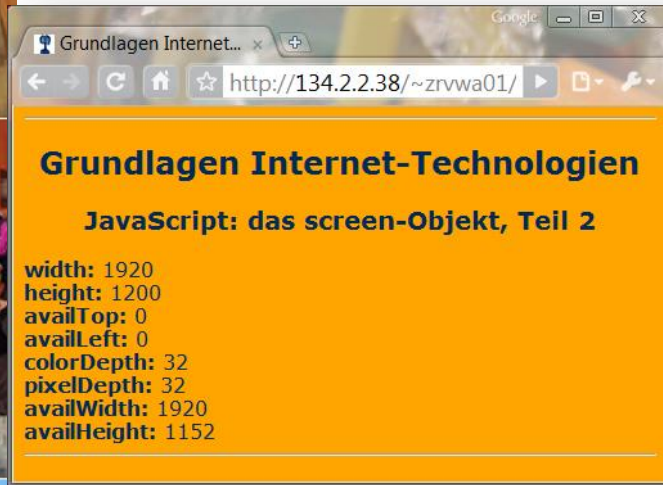 Google
Grundlagen Internet...
http://134.2.2.38/~zrvwa01/
Grundlagen Internet-Technologien
JavaScript: das screen-Objekt, Teil 2
width: 1920
height: 1200
availTop: 0
availLeft: 0
colorDepth: 32
pixelDepth: 32
availWidth: 1920
availHeight: 1152